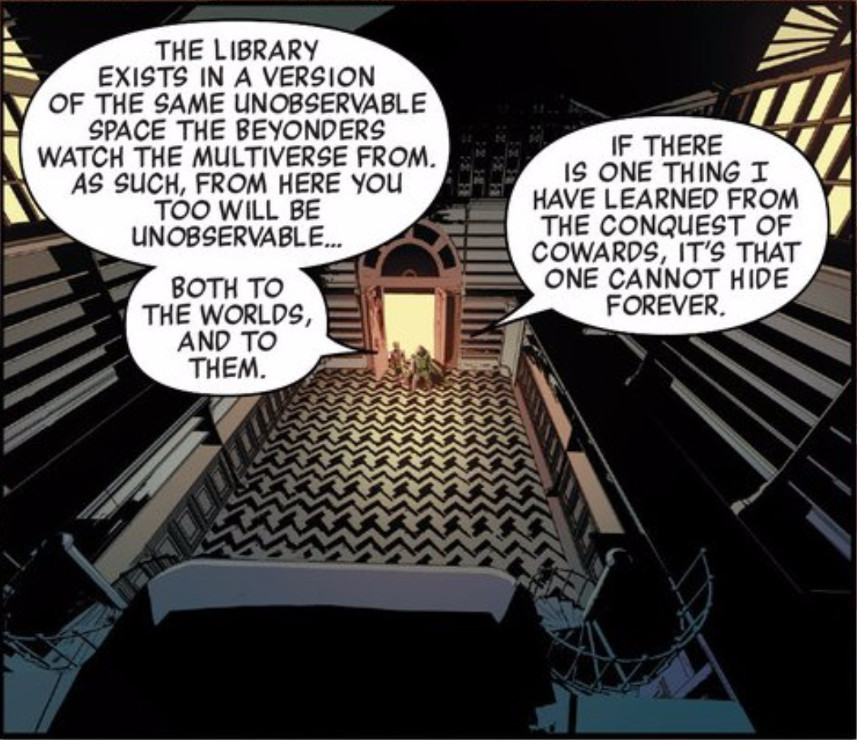 THE LIBRARY
EXISTS IN A VERSION
OF THE SAME UNOBSERVABLE
SPACE THE BEYONDERS
WATCH THE MULTIVERSE FROM.
AS SUCH, FROM HERE YOU
TOO WILL BE
UNOBSERVABLE...
BOTH TO
THE WORLDS,
AND TO
THEM.
IF THERE
IS ONE THING I
HAVE LEARNED FROM
THE CONQUEST OF
COWARDS, IT'S THAT
ONE CANNOT HIDE
FOREVER.